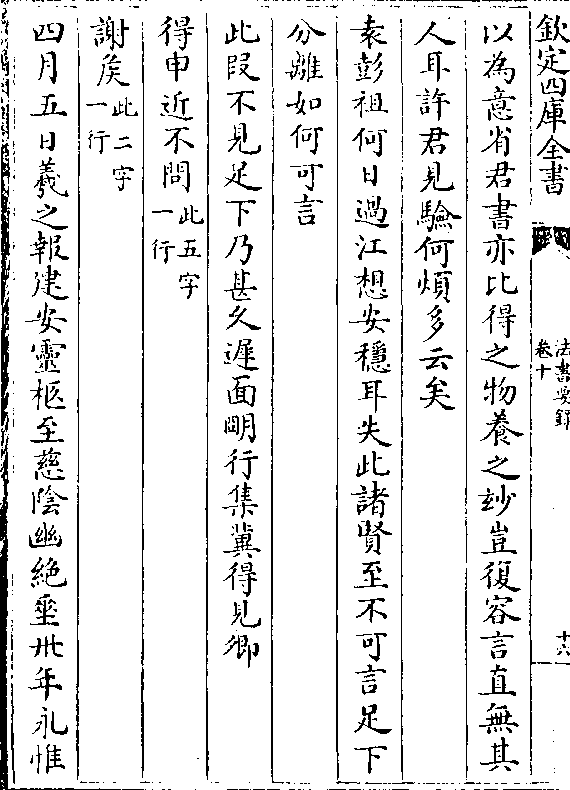 欽定四庫全書
法書要錄
卷十
十六
以為意省君書亦比得之物養之玅豈復容言直無其
人耳許君見驗何煩多云矣
袁彭祖何日過江想安穩耳失此諸賢至不可言足下
分離如何可言
此叚不見足下乃甚久遲面眀行集冀得見卿
得申近不問此五字
一行
謝矦此二字
一行
四月五日羲之報建安靈柩至慈陰幽絶垂卅年永惟